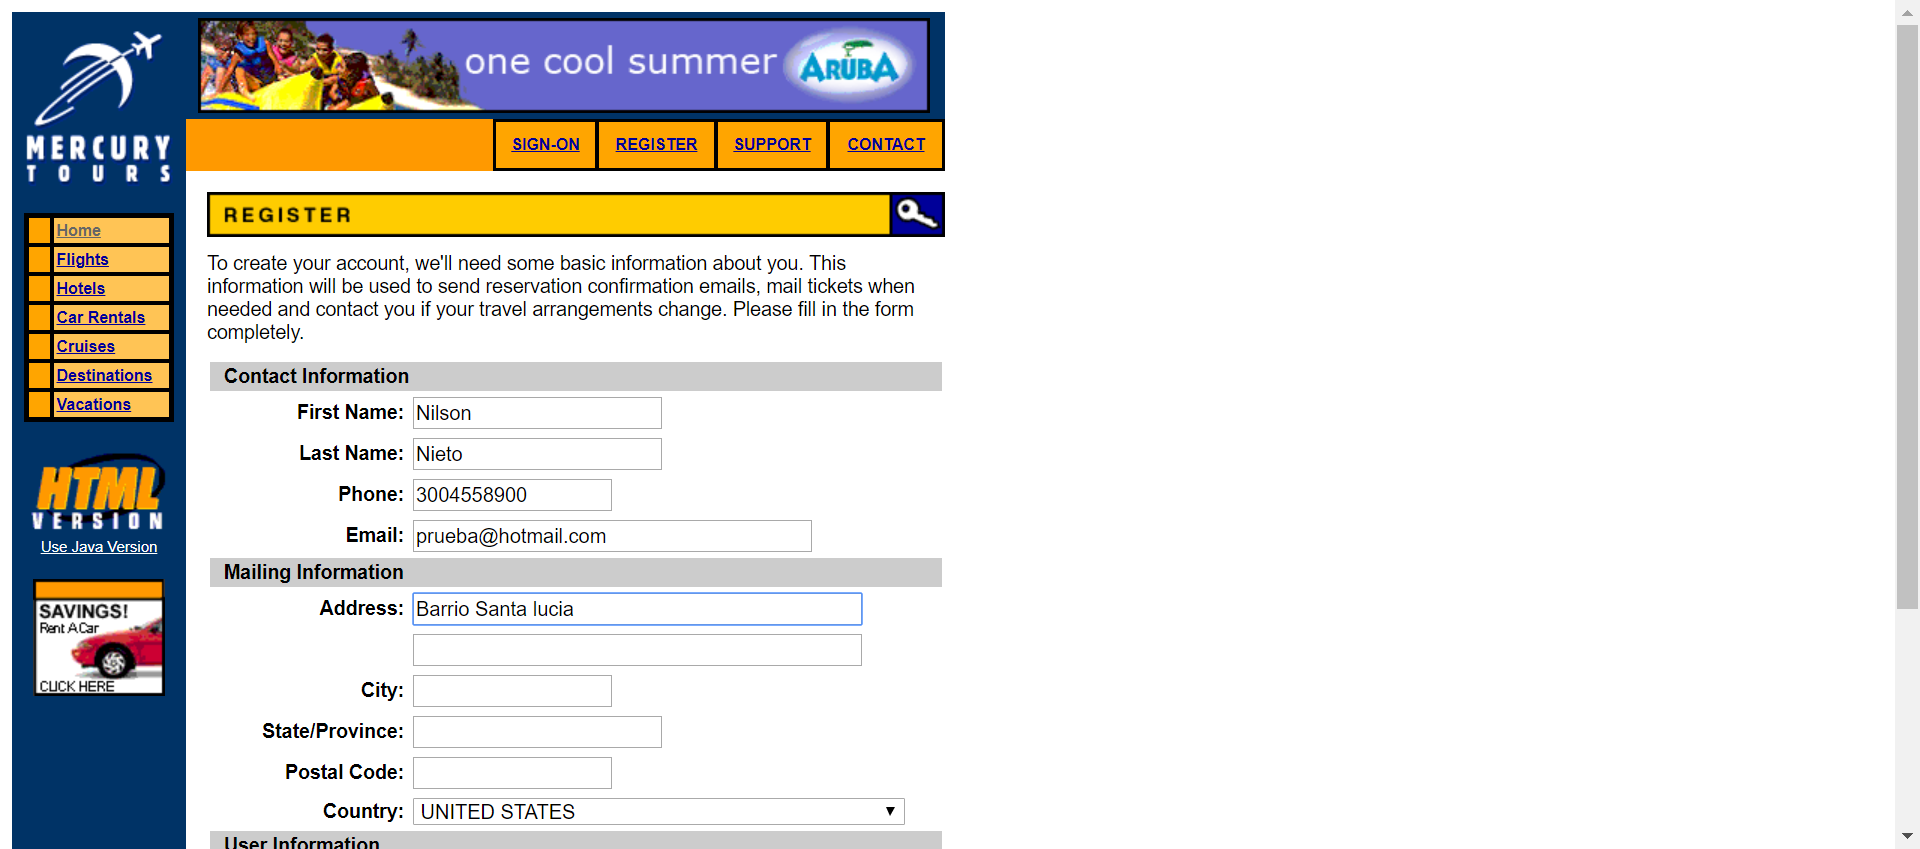 one cool summer ARUBA
MERCURY
TOURS
SIGN-ON REGISTER SUPPORT CONTACT
REGISTER
Home
Flights
Hotels
Car Rentals
Cruises
Destinations
Vacations
HTML
VERSION
Use Java Version
SAVINGS!
Rent A Car
CLICK HERE
To create your account, we'll need some basic information about you. This
information will be used to send reservation confirmation emails, mail tickets when
needed and contact you if your travel arrangements change. Please fill in the form
completely.
Contact Information
First Name: Nilson
Last Name: Nieto
Phone: 3004558900
Email: prueba@hotmail.com
Mailing Information
Address: Barrio Santa lucia
City:
State/Province:
Postal Code:
Country: UNITED STATES
User Information